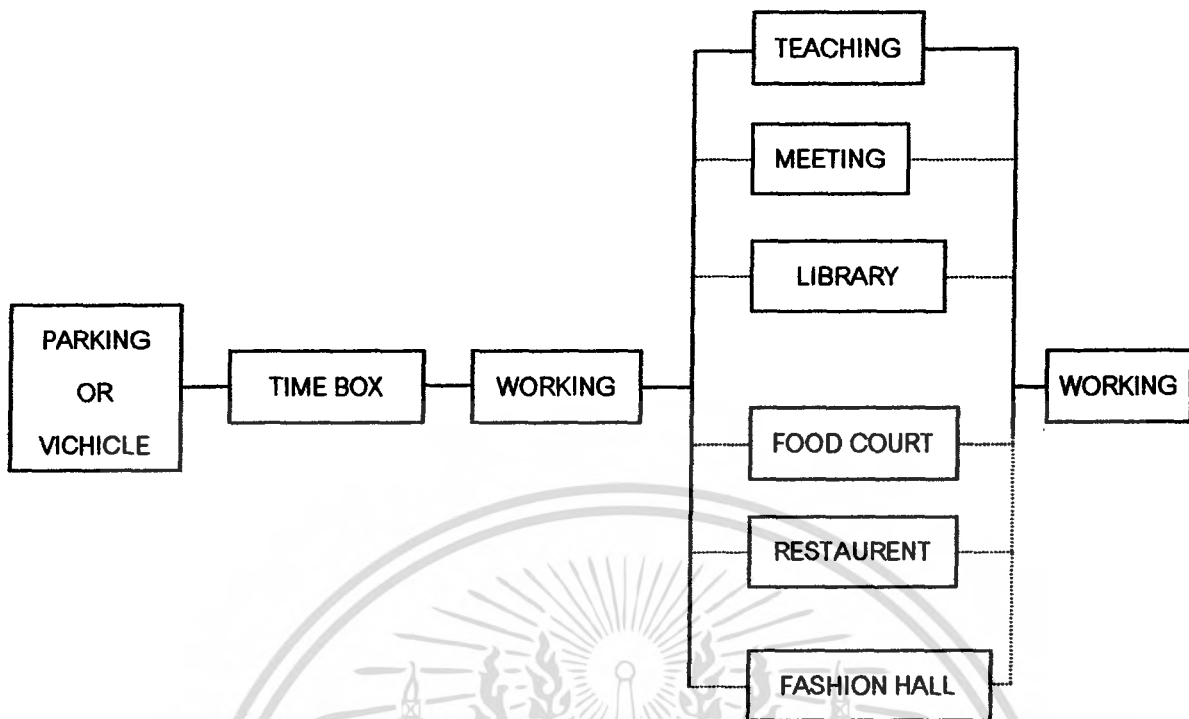 PARKING
OR
VICHICLE
TIME BOX
WORKING
TEACHING
MEETING
LIBRARY
FOOD COURT
RESTAURENT
FASHION HALL
WORKING